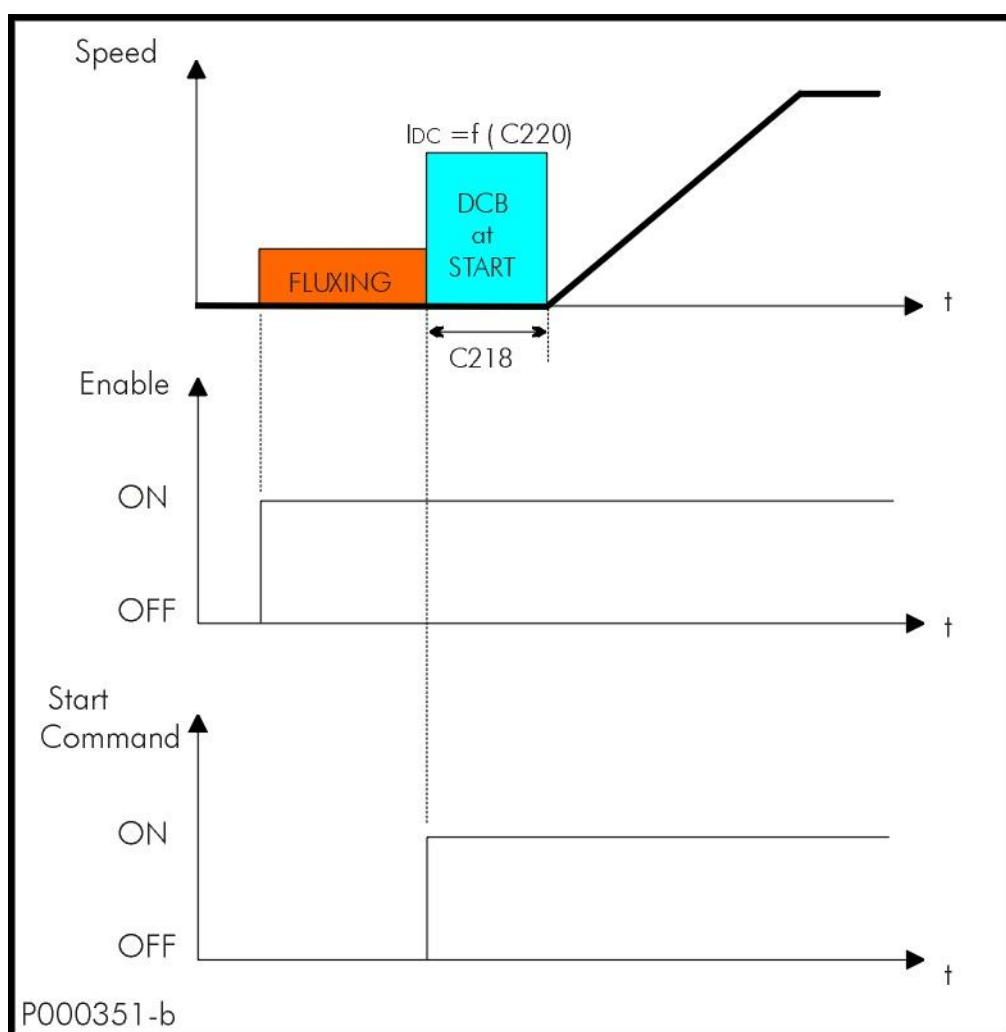 Speed
IDC =f ( C220)
DCB
at
START
FLUXING
t
C218
Enable
ON
OFF
t
Start
Command
ON
OFF
t
P000351-b